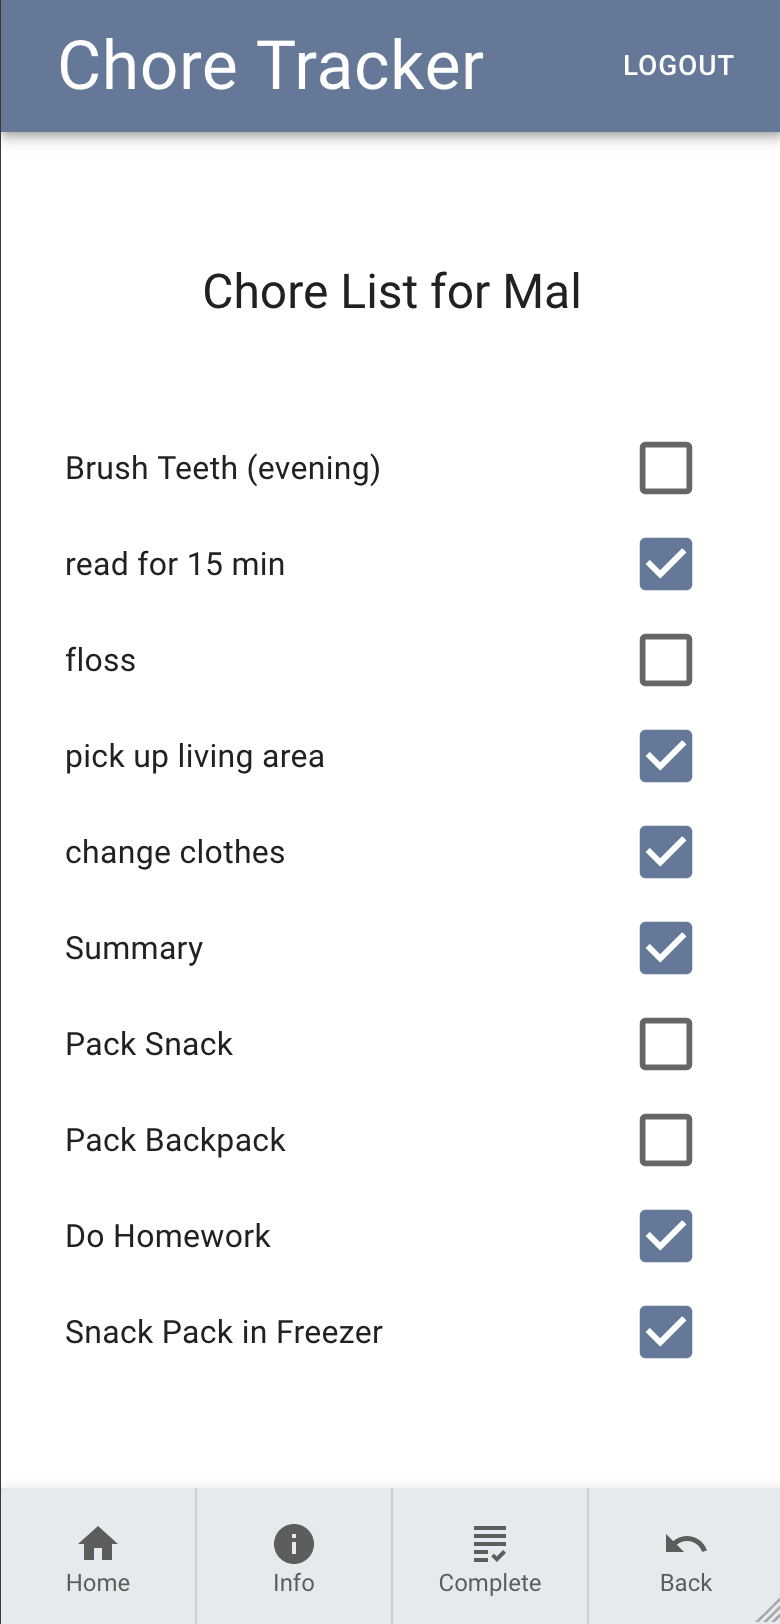 Chore Tracker LOGOUT
Chore List for Mal
Brush Teeth (evening)
read for 15 min
floss
pick up living area
change clothes
Summary
Pack Snack
Pack Backpack
Do Homework
Snack Pack in Freezer
Home Info Complete Back